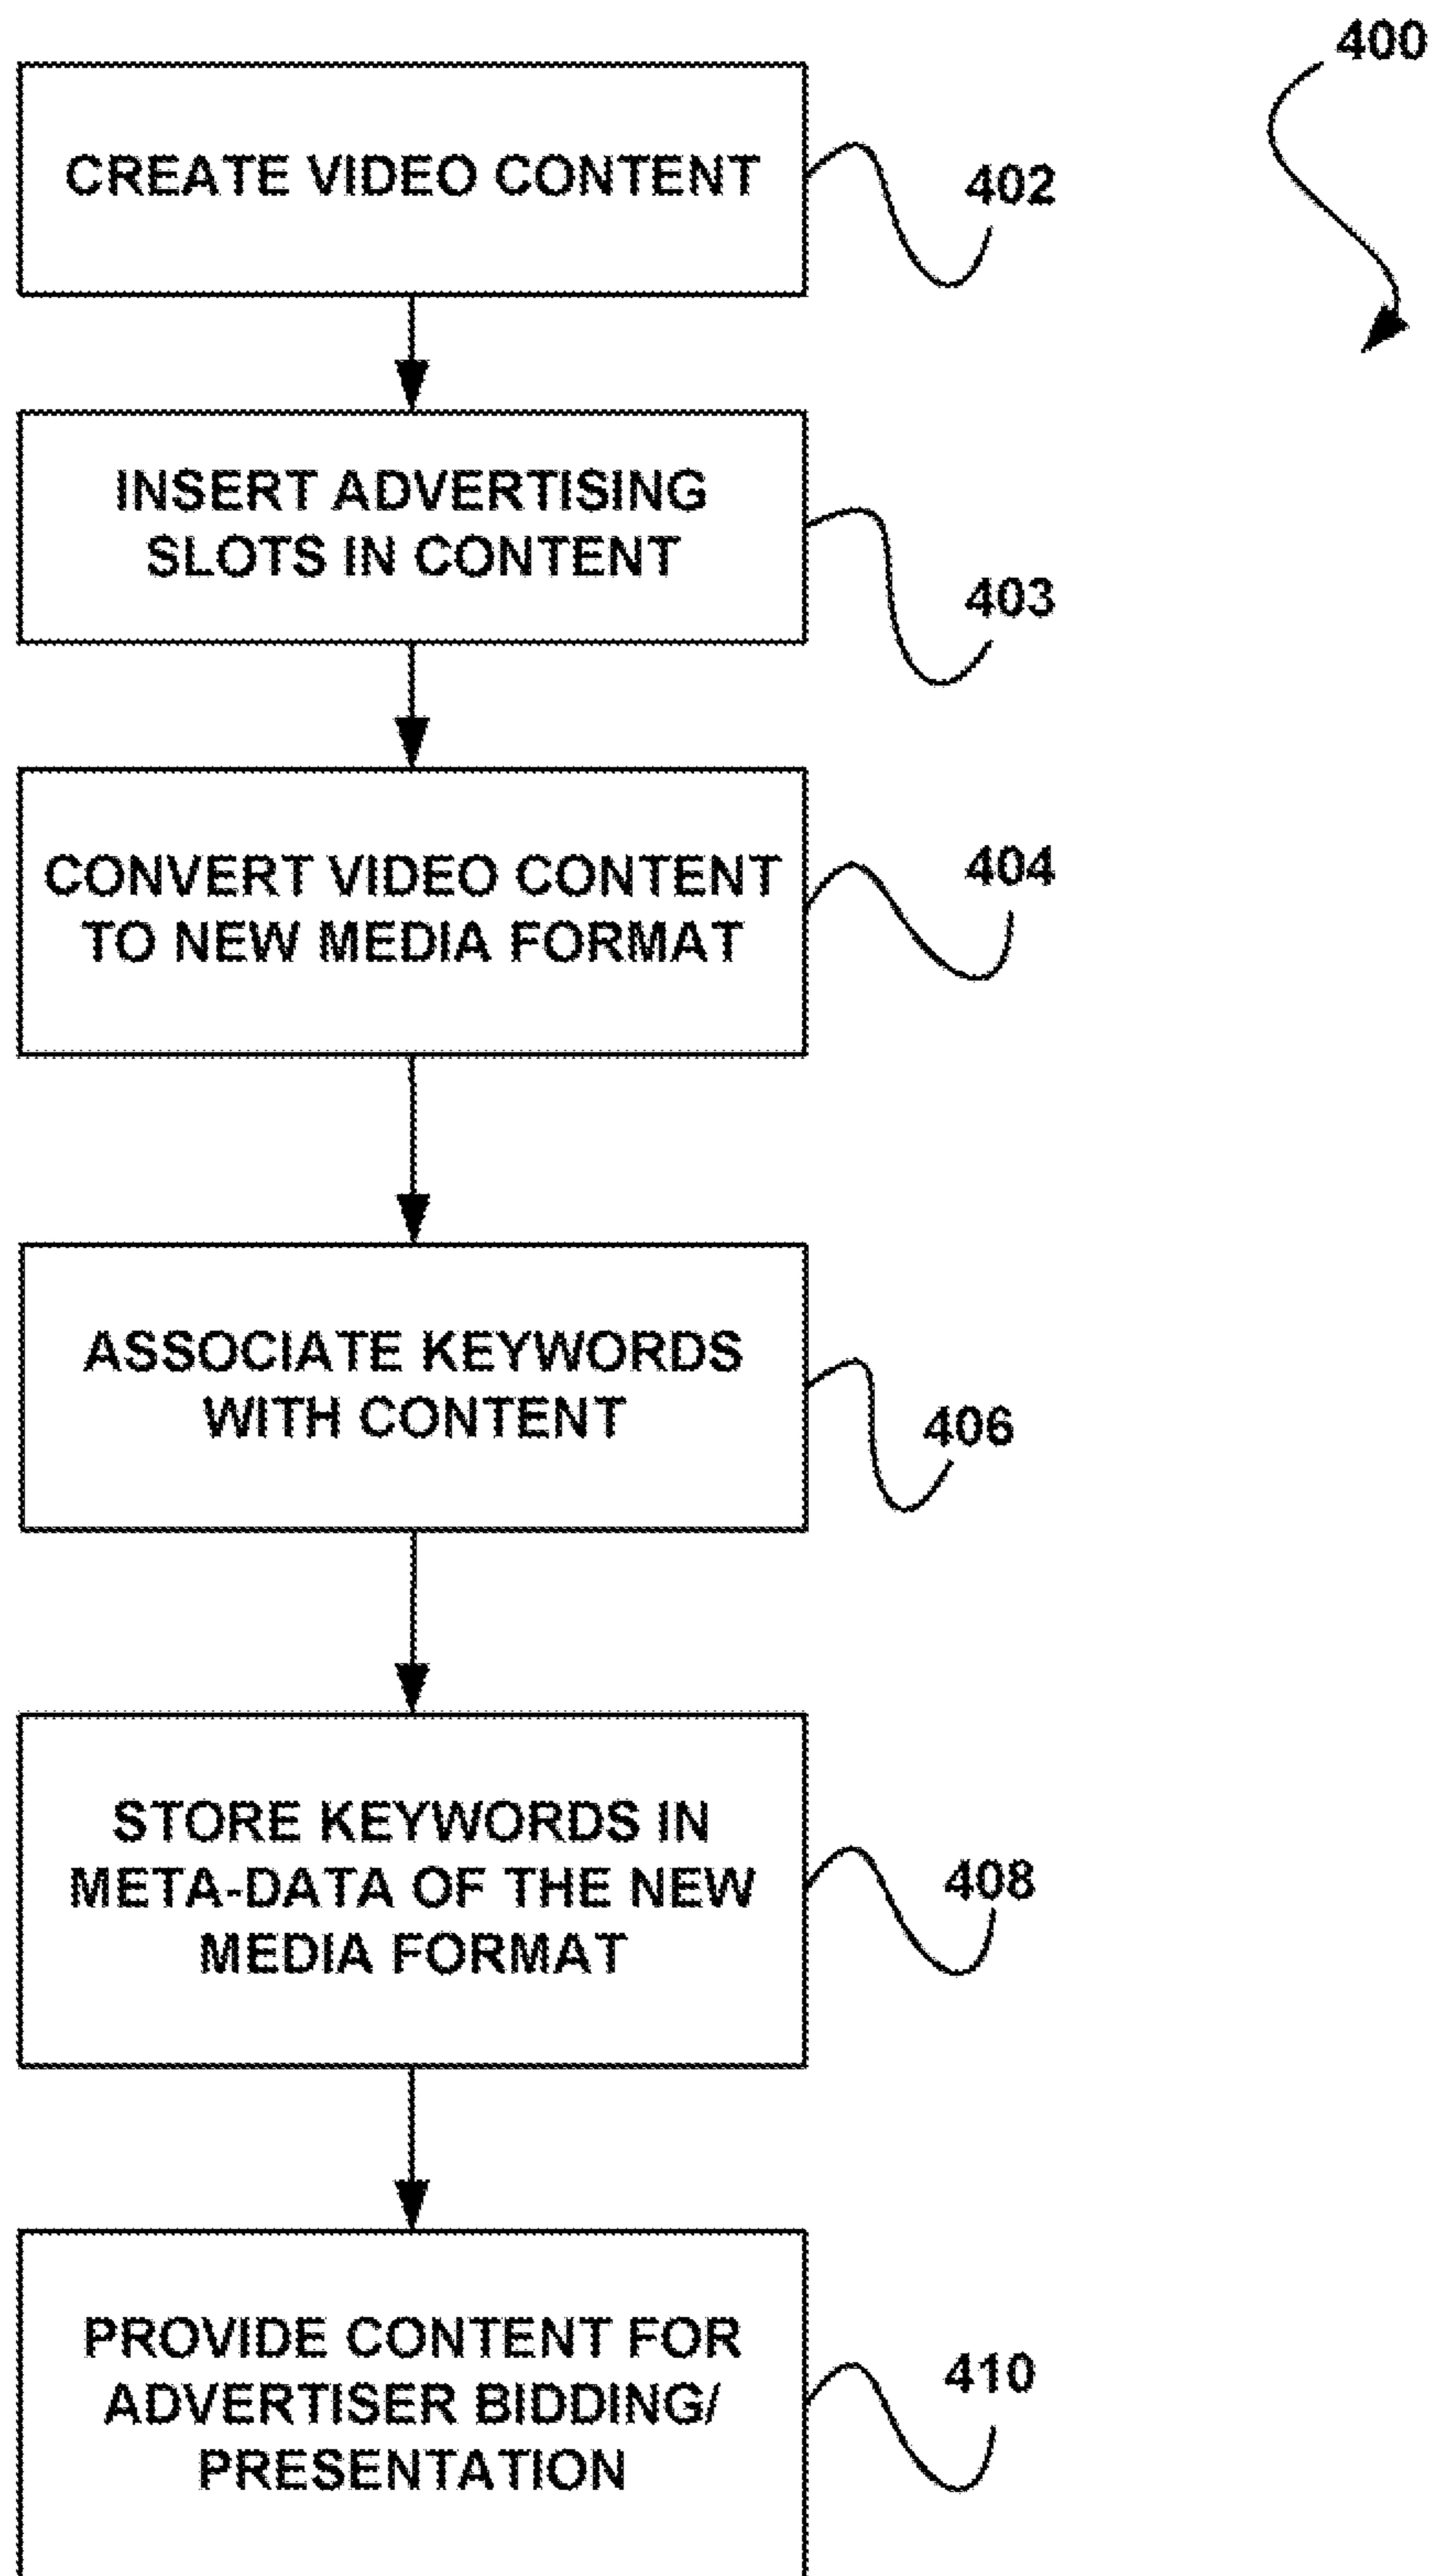 400
CREATE VIDEO CONTENT
402
INSERT ADVERTISING
SLOTS IN CONTENT
403
CONVERT VIDEO CONTENT
TO NEW MEDIA FORMAT
404
ASSOCIATE KEYWORDS
WITH CONTENT
406
STORE KEYWORDS IN
META-DATA OF THE NEW
MEDIA FORMAT
408
PROVIDE CONTENT FOR
ADVERTISER BIDDING/
PRESENTATION
410